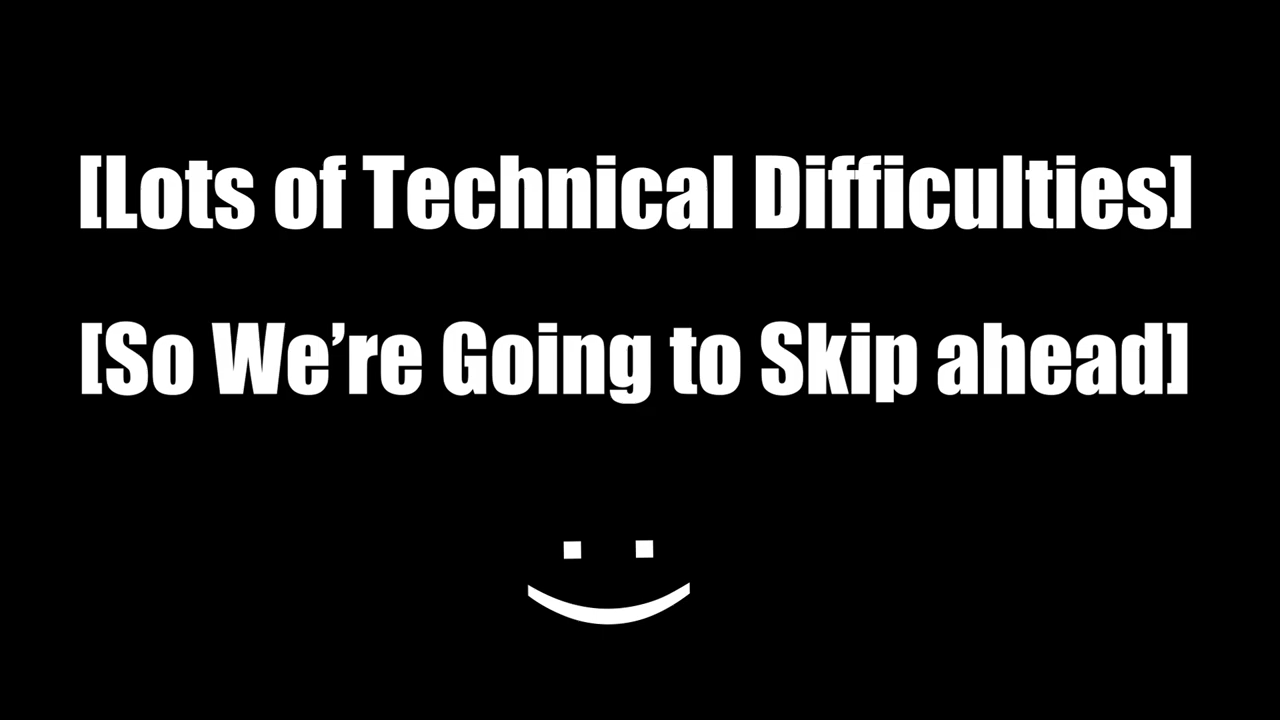 [Lots of Technical Difficulties]
[So We’re Going to Skip ahead]
:)